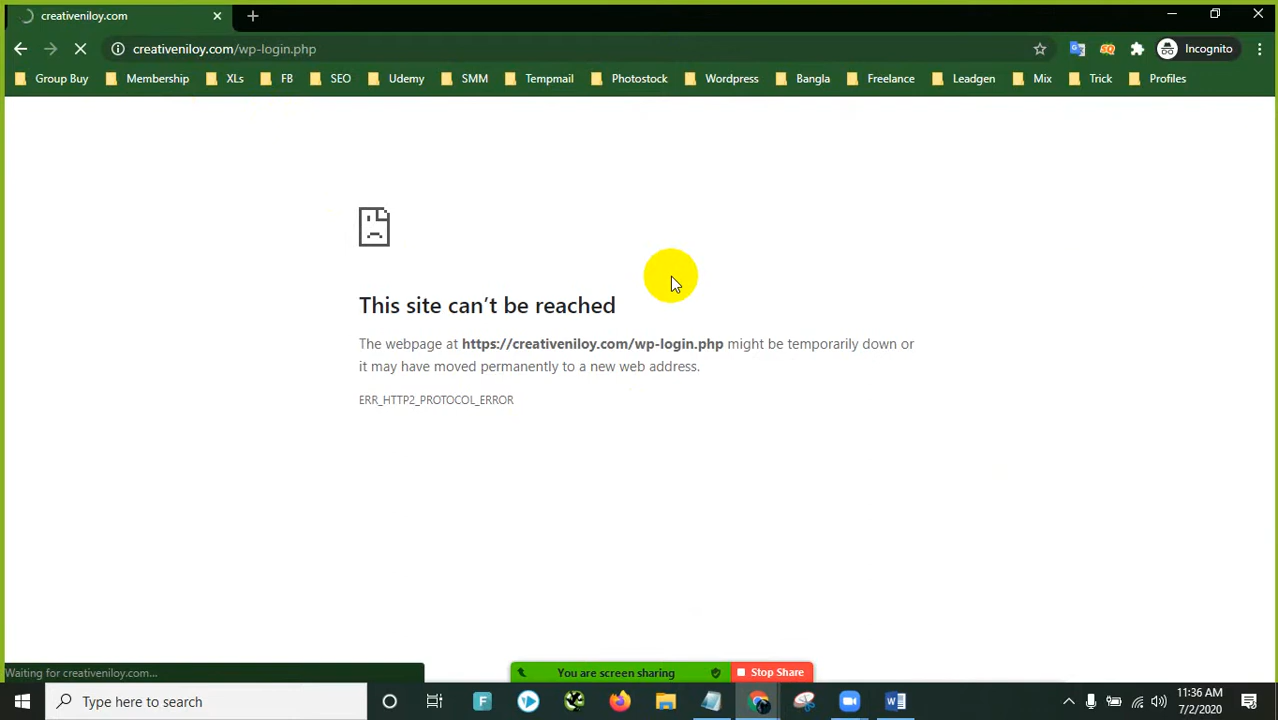 creativeniloy.com
creativeniloy.com/wp-login.php
Incognito
Group Buy Membership XLs FB SEO Udemy SMM Tempmail Photostock Wordpress Bangla Freelance Leadgen Mix Trick Profiles
This site can't be reached
The webpage at https://creativeniloy.com/wp-login.php might be temporarily down or
it may have moved permanently to a new web address.
ERR_HTTP2_PROTOCOL_ERROR
Waiting for creativeniloy.com...
You are screen sharing Stop Share
Type here to search
11:36 AM
7/2/2020